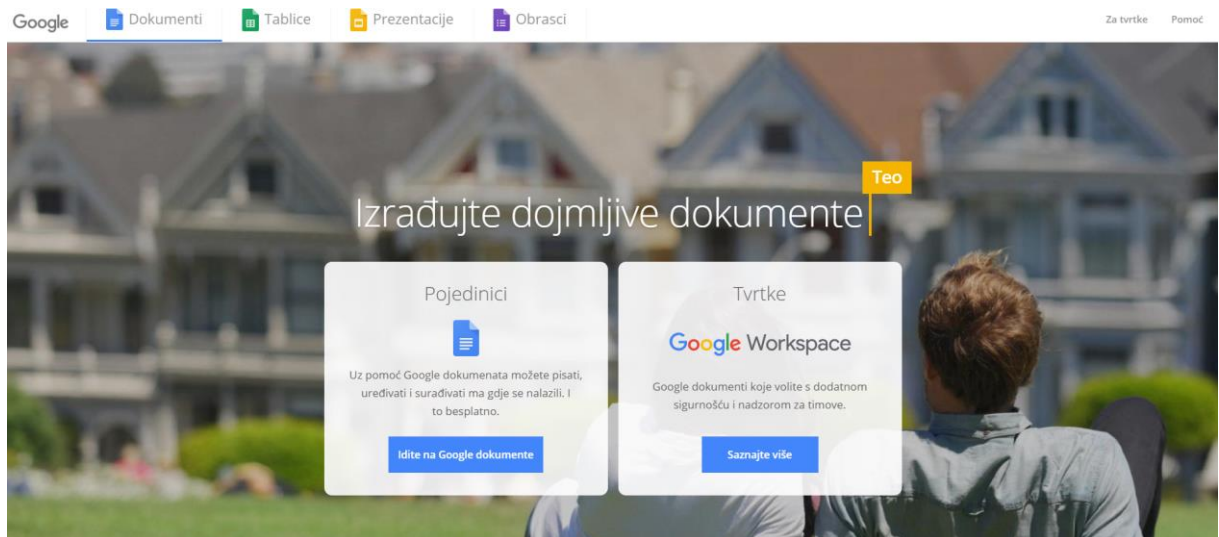 Google Dokumenti Tablice Prezentacije Obrasci Za tvrtke Pomoć
Teo
Izrađujte dojmljive dokumente
Pojedinici
Uz pomoć Google dokumenata možete pisati,
uređivati i surađivati ma gdje se nalazili. I
to besplatno.
Idite na Google dokumente
Tvrtke
Google Workspace
Google dokumenti koje volite s dodatnom
sigurnošću i nadzorom za timove.
Saznajte više